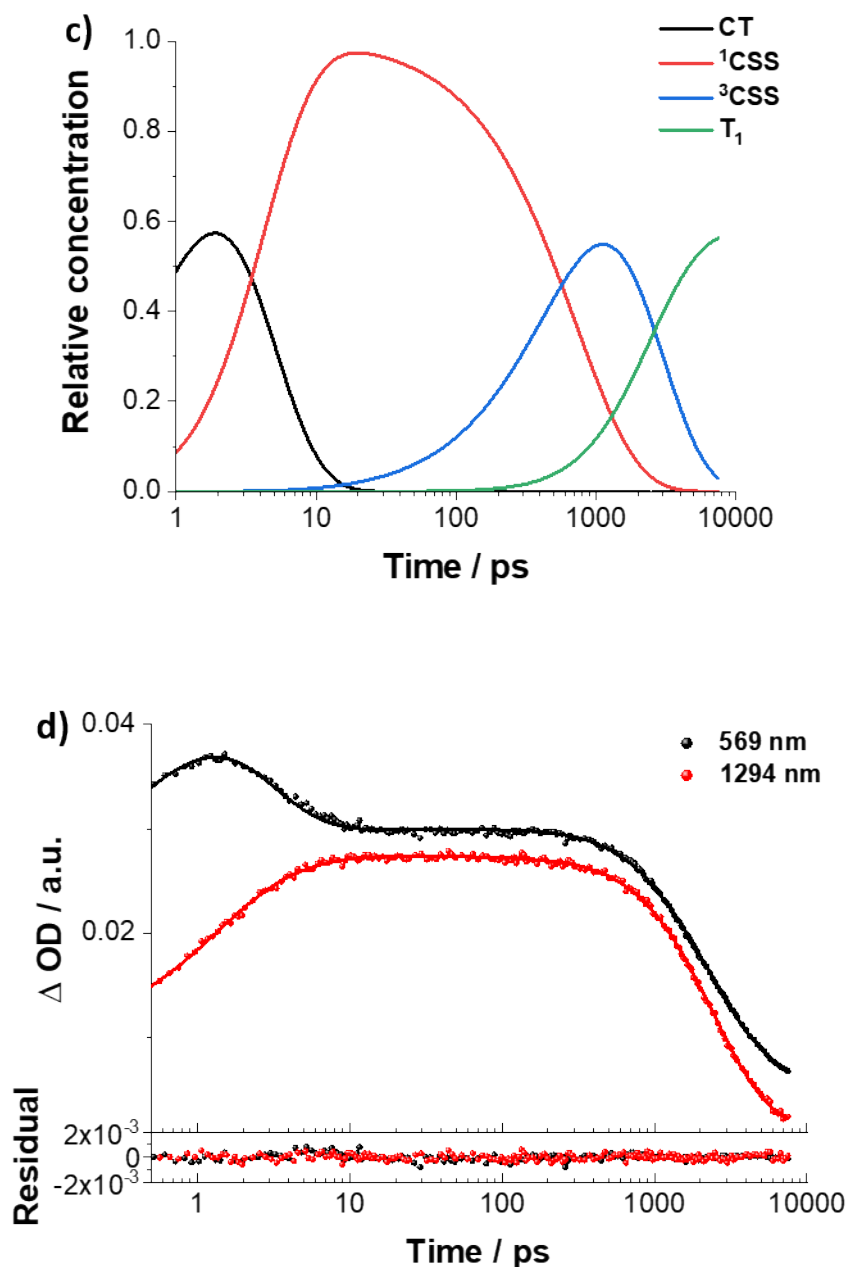 c)
CT
¹CSS
³CSS
T₁
Relative concentration
1.0
0.8
0.6
0.4
0.2
0.0
1 10 100 1000 10000
Time / ps
d)
569 nm
1294 nm
Δ OD / a.u.
0.04
0.02
Residual
2x10⁻³
0
-2x10⁻³
1 10 100 1000 10000
Time / ps